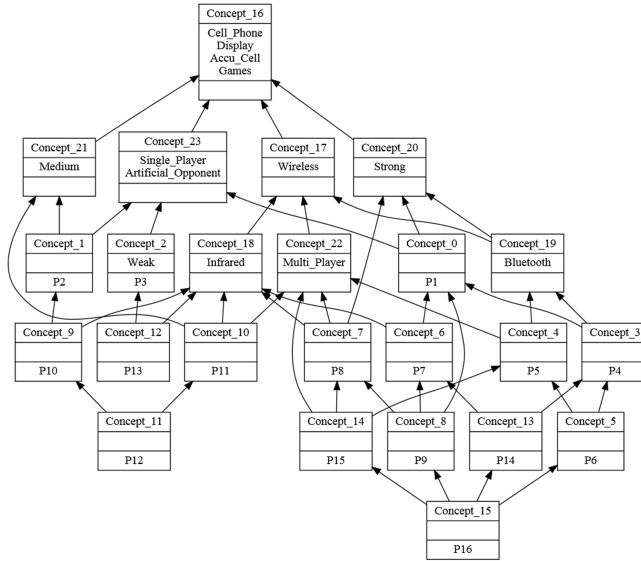 Concept_16
Cell_Phone
Display
Accu_Cell
Games
Concept_21
Medium
Concept_23
Single_Player
Artificial_Opponent
Concept_17
Wireless
Concept_20
Strong
Concept_1
P2
Concept_2
Weak
P3
Concept_18
Infrared
Concept_22
Multi_Player
Concept_0
P1
Concept_19
Bluetooth
Concept_9
P10
Concept_12
P13
Concept_10
P11
Concept_7
P8
Concept_6
P7
Concept_4
P5
Concept_3
P4
Concept_11
P12
Concept_14
P15
Concept_8
P9
Concept_13
P14
Concept_5
P6
Concept_15
P16